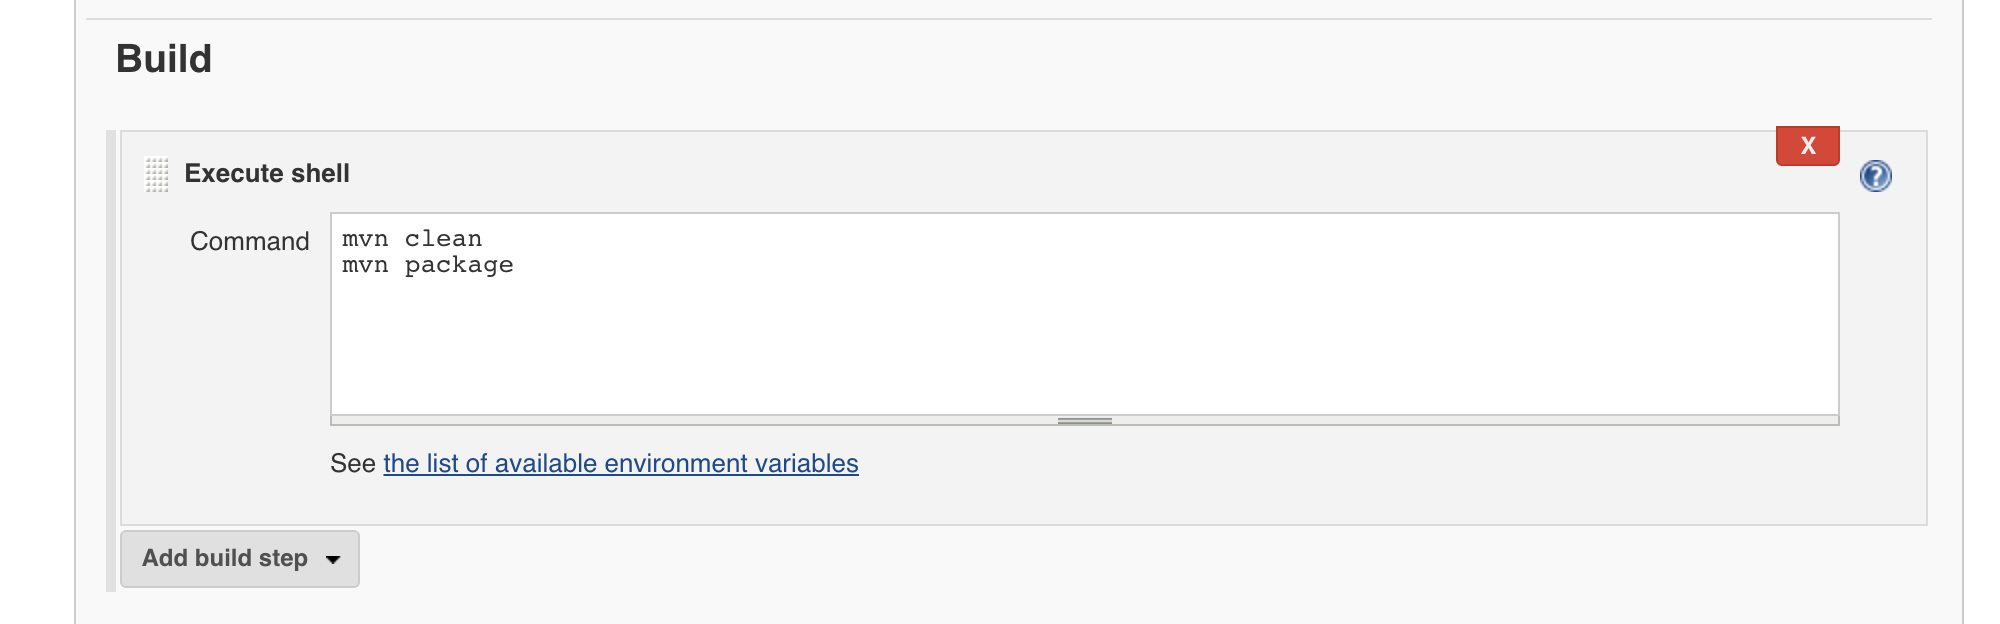 Build
X
Execute shell
?
Command
mvn clean
mvn package
See the list of available environment variables
Add build step